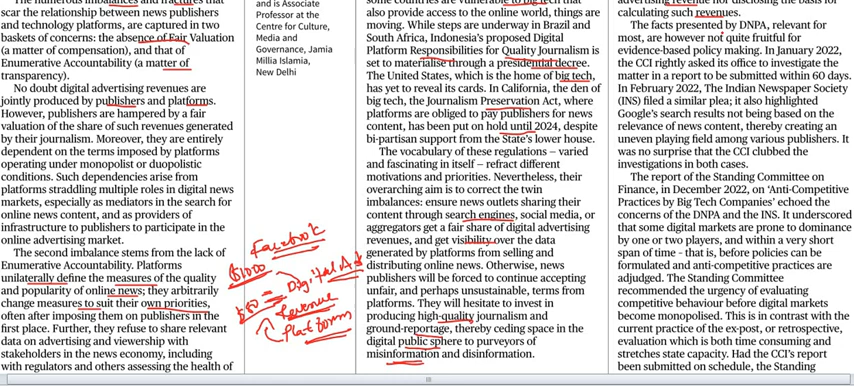 The numerous imbalances and fractures that
scar the relationship between news publishers
and technology platforms, are captured in two
baskets of concerns: the absence of Fair Valuation
(a matter of compensation), and that of
Enumerative Accountability (a matter of
transparency).
No doubt digital advertising revenues are
jointly produced by publishers and platforms.
However, publishers are hampered by a fair
valuation of the share of such revenues generated
by their journalism. Moreover, they are entirely
dependent on the terms imposed by platforms
operating under monopolist or duopolistic
conditions. Such dependencies arise from
platforms straddling multiple roles in digital news
markets, especially as mediators in the search for
online news content, and as providers of
infrastructure to publishers to participate in the
online advertising market.
The second imbalance stems from the lack of
Enumerative Accountability. Platforms
unilaterally define the measures of the quality
and popularity of online news; they arbitrarily
change measures to suit their own priorities,
often after imposing them on publishers in the
first place. Further, they refuse to share relevant
data on advertising and viewership with
stakeholders in the news economy, including
with regulators and others assessing the health of
and is Associate
Professor at the
Centre for Culture,
Media and
Governance, Jamia
Millia Islamia,
New Delhi
Facebook
$1000
Digital Ads
$80
Revenue
Platforms
some countries are vulnerable to big tech that
also provide access to the online world, things are
moving. While steps are underway in Brazil and
South Africa, Indonesia's proposed Digital
Platform Responsibilities for Quality Journalism is
set to materialise through a presidential decree.
The United States, which is the home of big tech,
has yet to reveal its cards. In California, the den of
big tech, the Journalism Preservation Act, where
platforms are obliged to pay publishers for news
content, has been put on hold until 2024, despite
bi-partisan support from the State's lower house.
The vocabulary of these regulations – varied
and fascinating in itself – refract different
motivations and priorities. Nevertheless, their
overarching aim is to correct the twin
imbalances: ensure news outlets sharing their
content through search engines, social media, or
aggregators get a fair share of digital advertising
revenues, and get visibility over the data
generated by platforms from selling and
distributing online news. Otherwise, news
publishers will be forced to continue accepting
unfair, and perhaps unsustainable, terms from
platforms. They will hesitate to invest in
producing high-quality journalism and
ground-reportage, thereby ceding space in the
digital public sphere to purveyors of
misinformation and disinformation.
advertising revenue nor disclosing the basis for
calculating such revenues.
The facts presented by DNPA, relevant for
most, are however not quite fruitful for
evidence-based policy making. In January 2022,
the CCI rightly asked its office to investigate the
matter in a report to be submitted within 60 days.
In February 2022, The Indian Newspaper Society
(INS) filed a similar plea; it also highlighted
Google's search results not being based on the
relevance of news content, thereby creating an
uneven playing field among various publishers. It
was no surprise that the CCI clubbed the
investigations in both cases.
The report of the Standing Committee on
Finance, in December 2022, on 'Anti-Competitive
Practices by Big Tech Companies' echoed the
concerns of the DNPA and the INS. It underscored
that some digital markets are prone to dominance
by one or two players, and within a very short
span of time - that is, before policies can be
formulated and anti-competitive practices are
adjudged. The Standing Committee
recommended the urgency of evaluating
competitive behaviour before digital markets
become monopolised. This is in contrast with the
current practice of the ex-post, or retrospective,
evaluation which is both time consuming and
stretches state capacity. Had the CCI's report
been submitted on schedule, the Standing